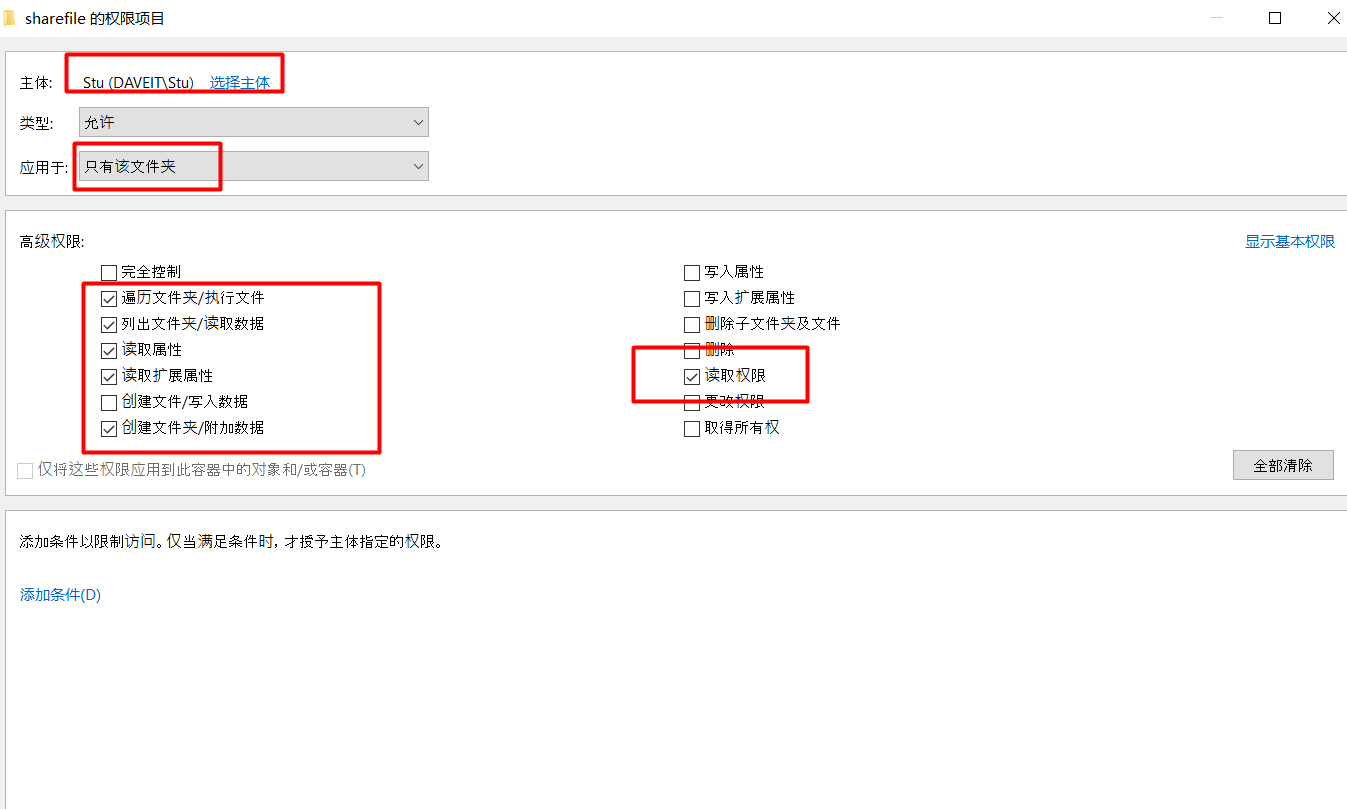 sharefile 的权限项目
主体: Stu (DAVEIT\Stu) 选择主体
类型: 允许
应用于: 只有该文件夹
高级权限: 显示基本权限
完全控制 写入属性
遍历文件夹/执行文件 写入扩展属性
列出文件夹/读取数据 删除子文件夹及文件
读取属性 删除
读取扩展属性 读取权限
创建文件/写入数据 更改权限
创建文件夹/附加数据 取得所有权
仅将这些权限应用到此容器中的对象和/或容器(T) 全部清除
添加条件以限制访问。仅当满足条件时，才授予主体指定的权限。
添加条件(D)